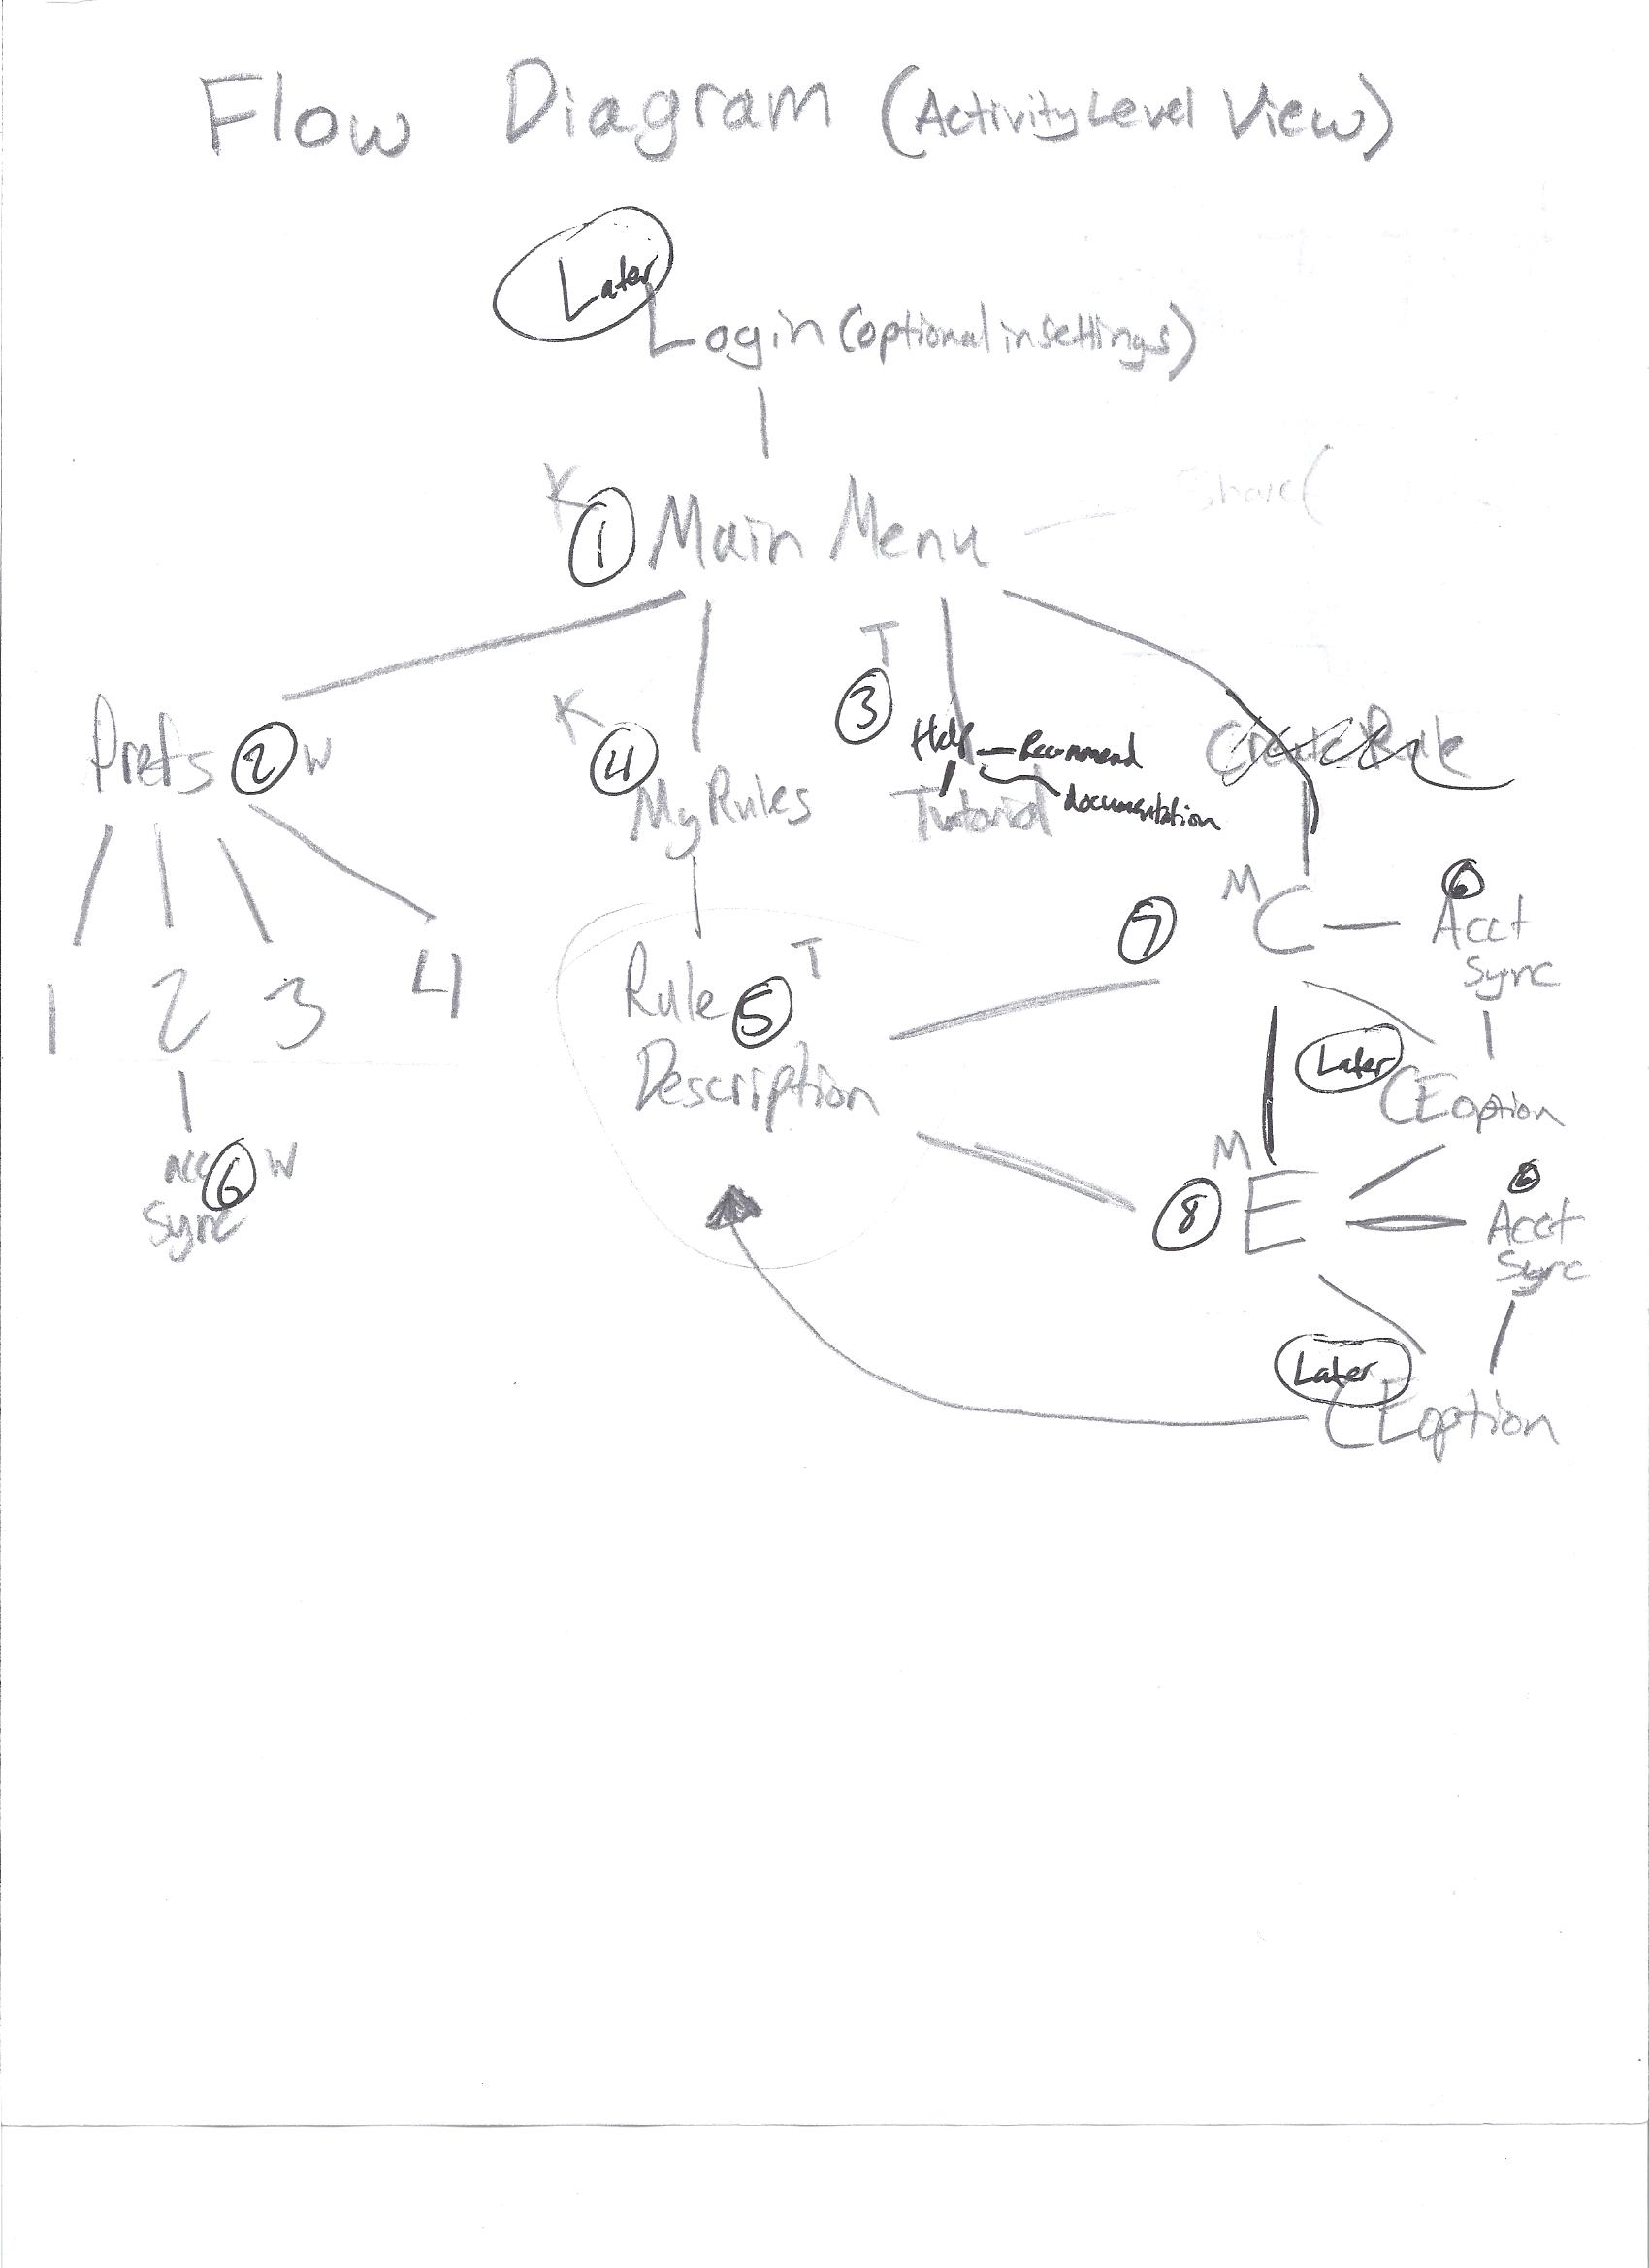 Flow Diagram (Activity Level View)
Later
Login (optional in settings)
K
1 Main Menu
Share (
T
3
K
Prefs 2 W
4
Help Recommend
Create Rule
My Rules
Tutorial documentation
M
6
7 C Acct
Sync
1 2 3 4
T
Rule 5
Description
Later
CE option
M
6 W
Sync
8 E
6
Acct
Sync
Later
CE option